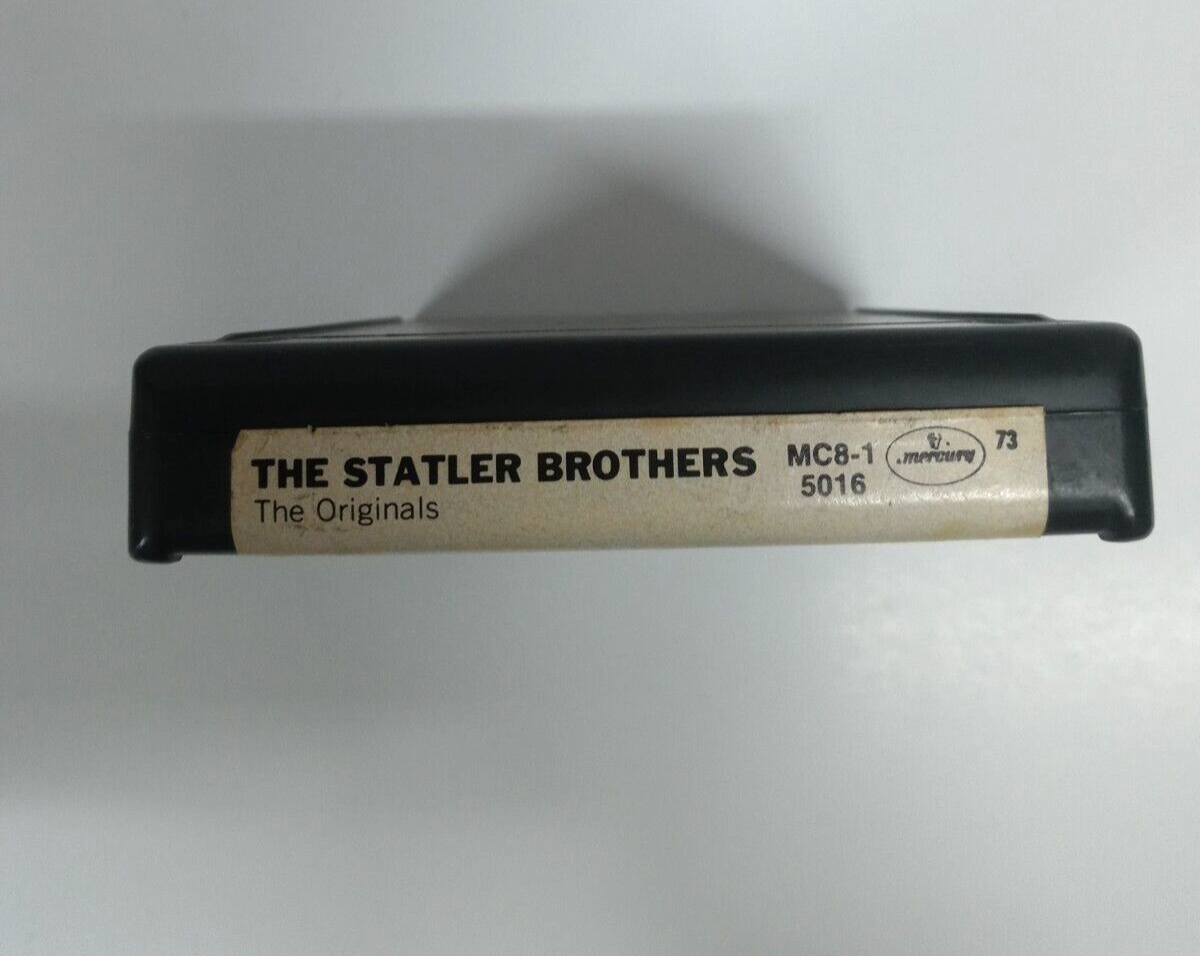 THE STATLER BROTHERS
The Originals
MC8-1
5016
mercury
73